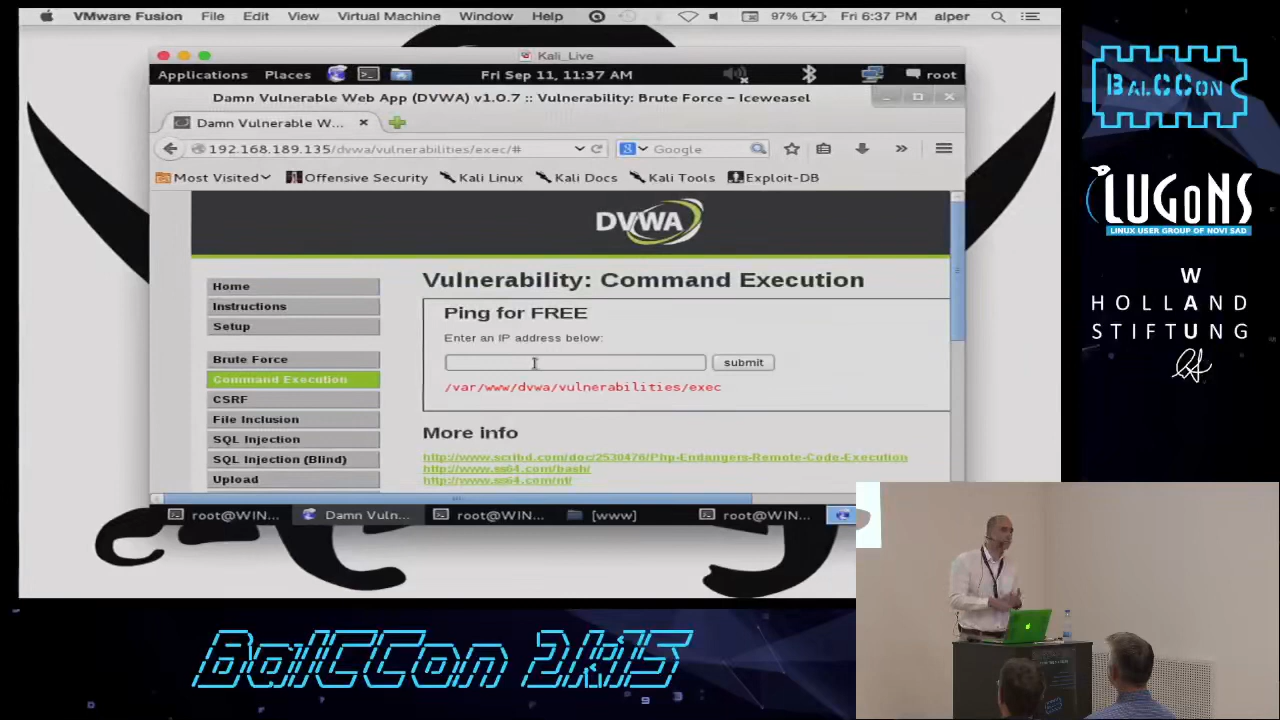 VMware Fusion File Edit View Virtual Machine Window Help 97% Fri 6:37 PM alper
Kali_Live
Applications Places Fri Sep 11, 11:37 AM root
Damn Vulnerable Web App (DVWA) v1.0.7 :: Vulnerability: Brute Force – Iceweasel
Damn Vulnerable W...
192.168.189.135/dvwa/vulnerabilities/exec/# Google
Most Visited Offensive Security Kali Linux Kali Docs Kali Tools Exploit-DB
DVWA
Home
Instructions
Setup
Brute Force
Command Execution
CSRF
File Inclusion
SQL Injection
SQL Injection (Blind)
Upload
Vulnerability: Command Execution
Ping for FREE
Enter an IP address below:
submit
/var/www/dvwa/vulnerabilities/exec
More info
http://www.scribd.com/doc/2530476/Php-Endangers-Remote-Code-Execution
http://www.ss64.com/bash/
http://www.ss64.com/nt/
root@WIN... Damn Vuln... root@WIN... [www] root@WIN...
BALCCON
LUGONS
LINUX USER GROUP OF NOVI SAD
W
HOLLAND
A
U
STIFTUNG
BalCCon 2k15